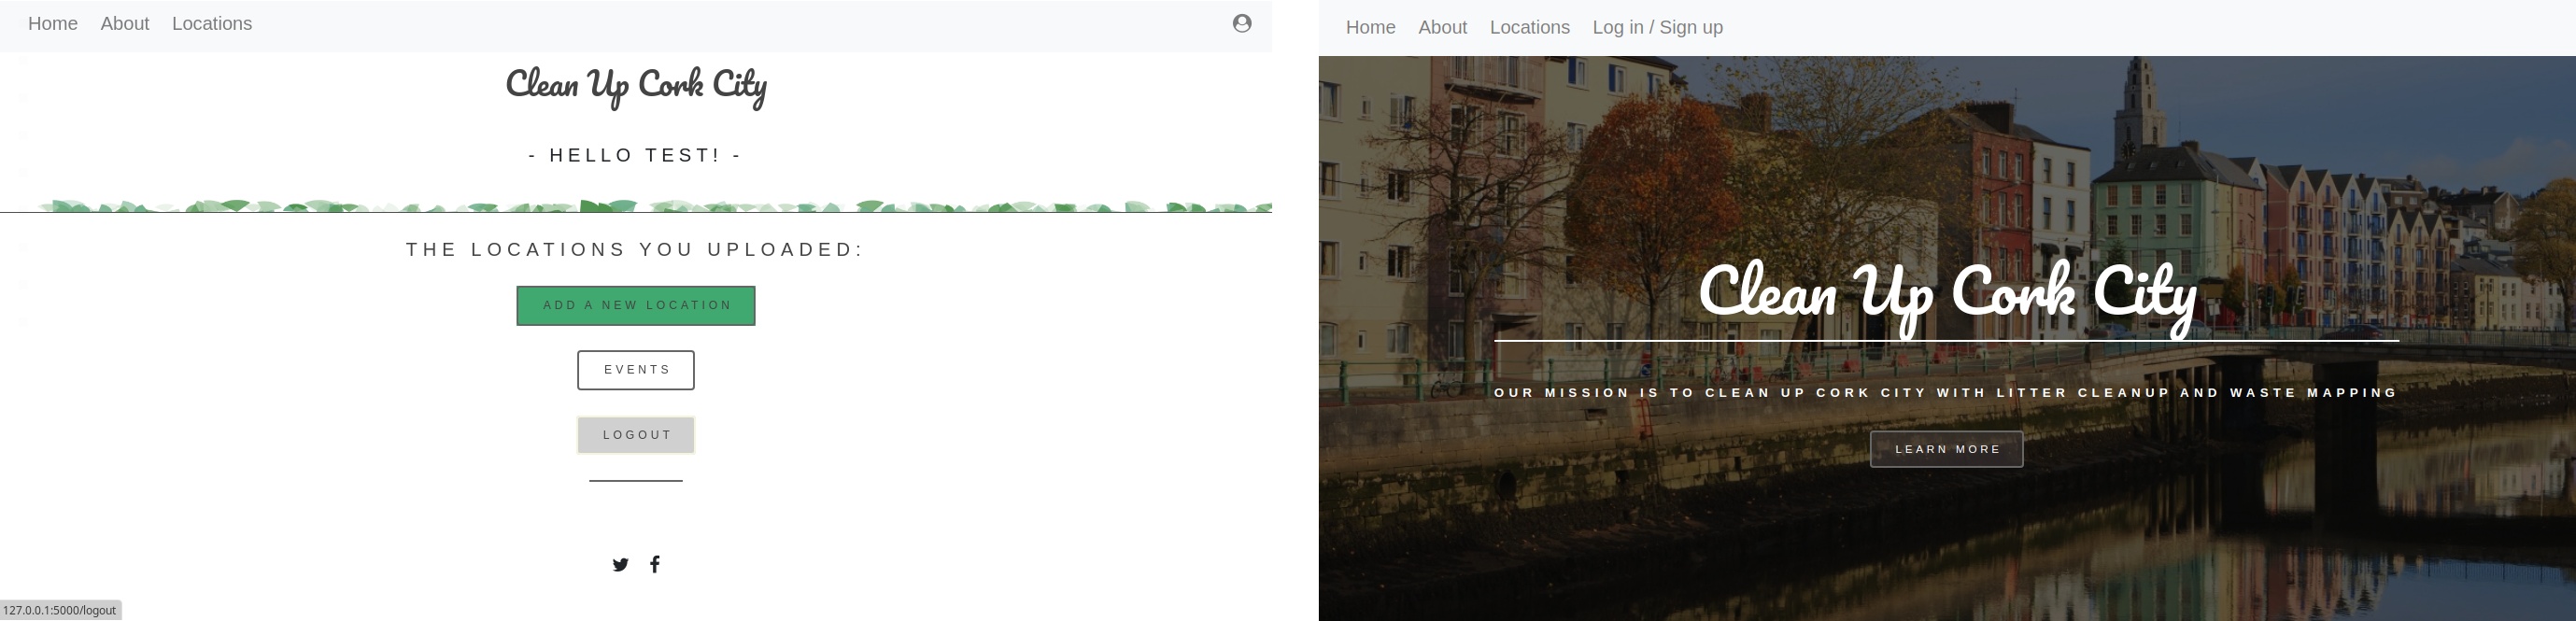 Home About Locations
Clean Up Cork City
- HELLO TEST! -
THE LOCATIONS YOU UPLOADED:
ADD A NEW LOCATION
EVENTS
LOGOUT
127.0.0.1:5000/logout
Home About Locations Log in / Sign up
Clean Up Cork City
OUR MISSION IS TO CLEAN UP CORK CITY WITH LITTER CLEANUP AND WASTE MAPPING
LEARN MORE